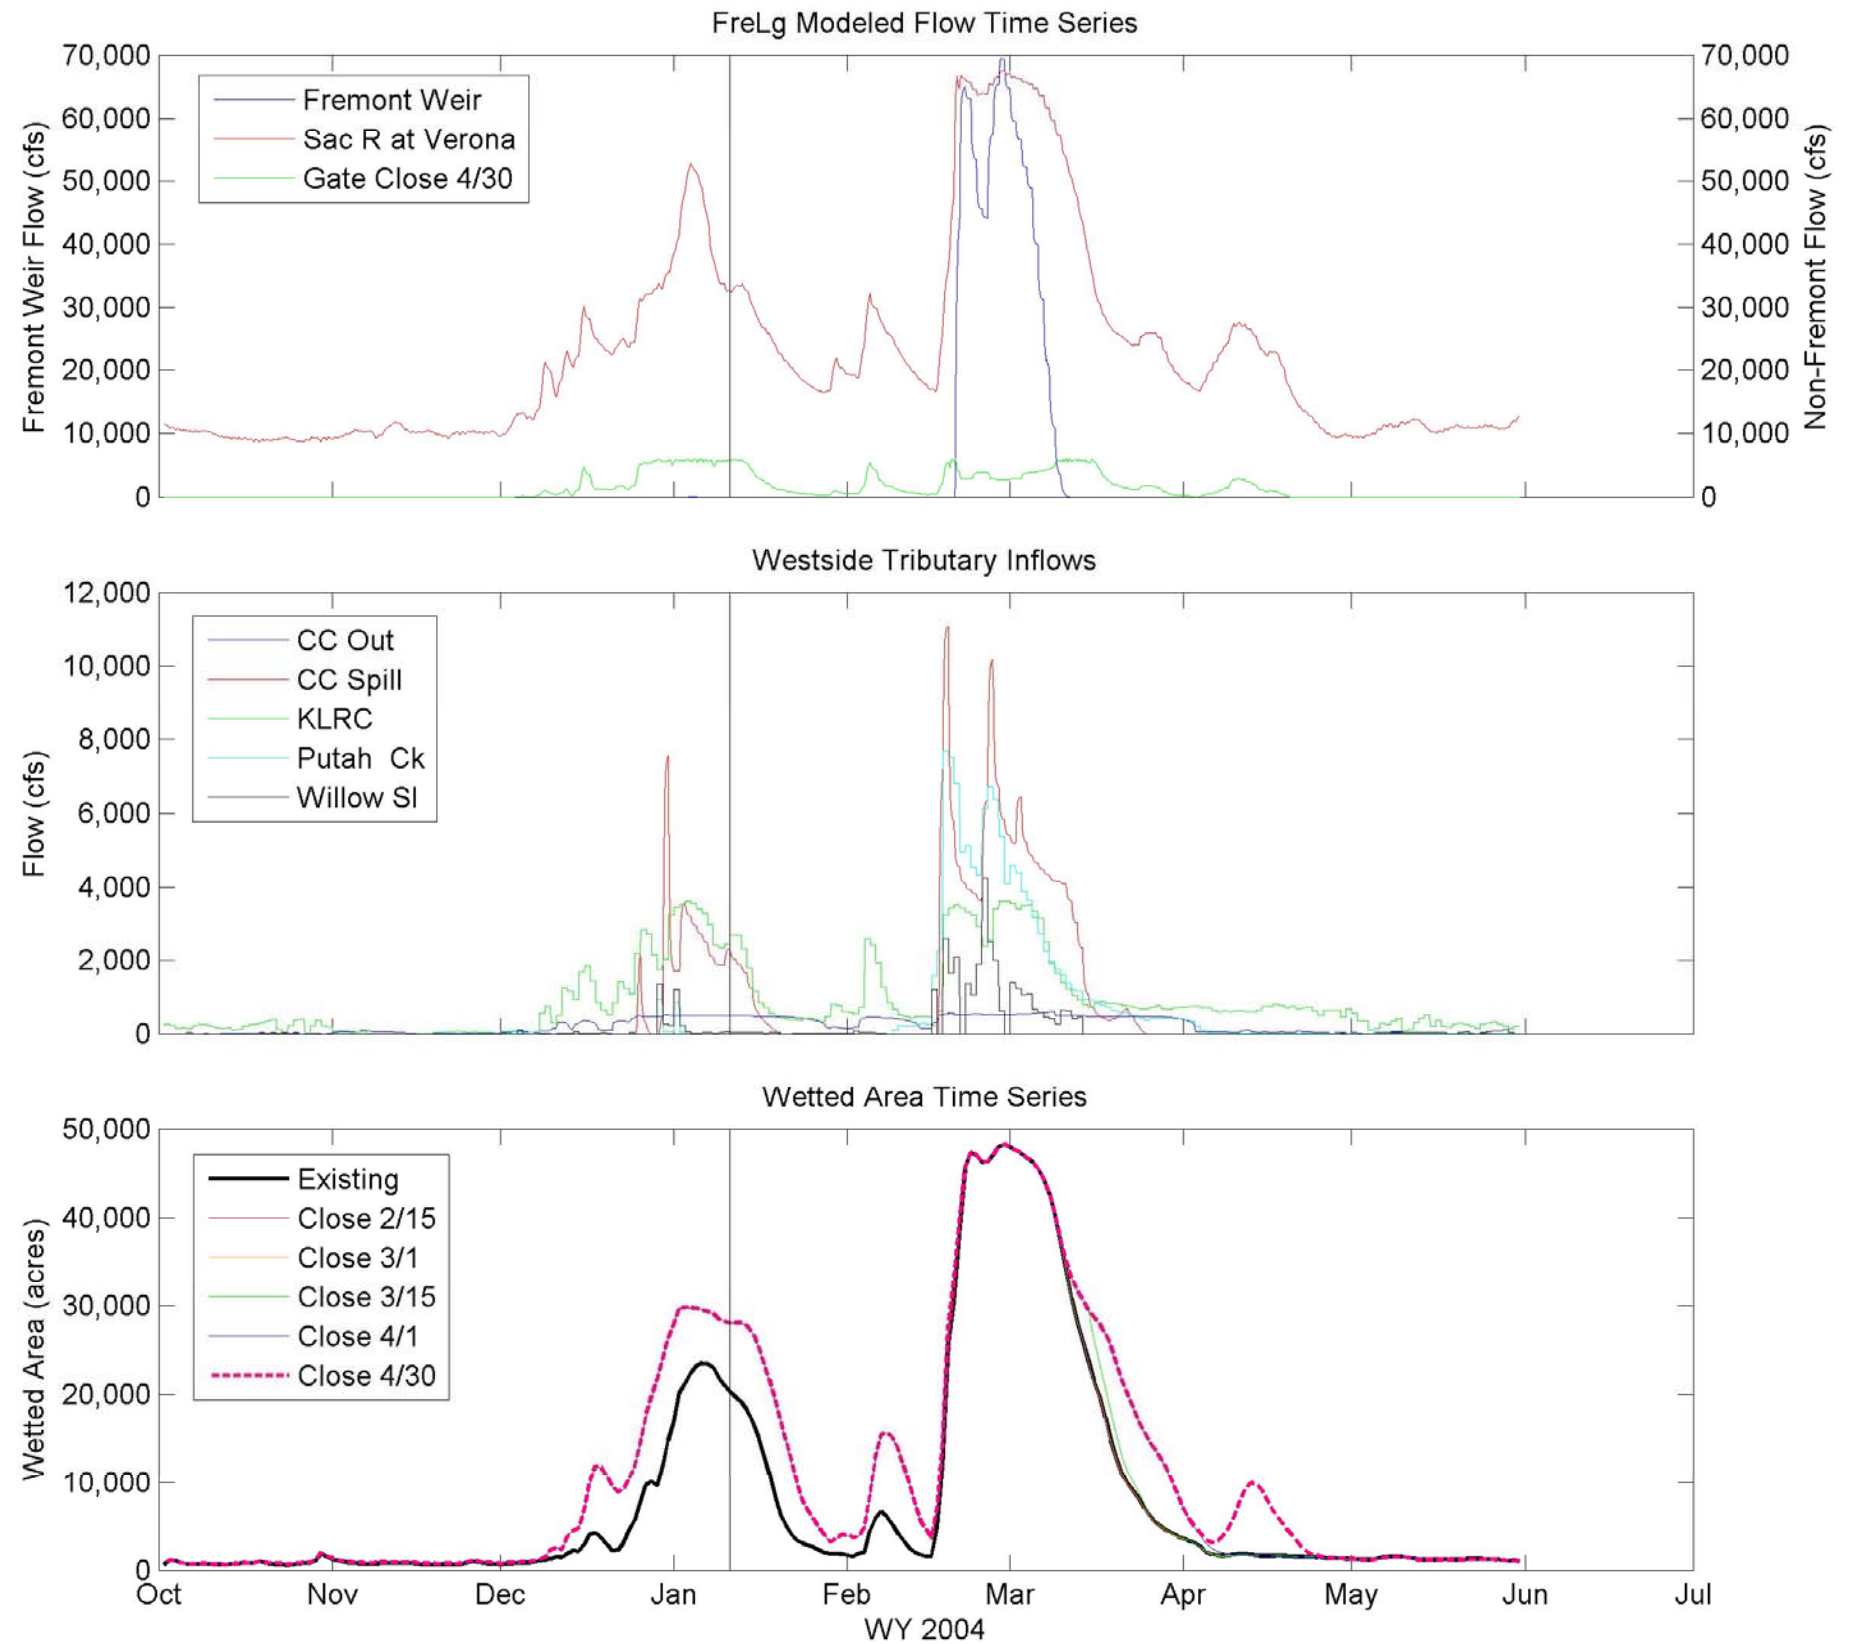 FreLg Modeled Flow Time Series
70,000
60,000
50,000
40,000
30,000
20,000
10,000
0
Fremont Weir Flow (cfs)
Fremont Weir
Sac R at Verona
Gate Close 4/30
70,000
60,000
50,000
40,000
30,000
20,000
10,000
0
Non-Fremont Flow (cfs)
Westside Tributary Inflows
12,000
10,000
8,000
6,000
4,000
2,000
0
Flow (cfs)
CC Out
CC Spill
KLRC
Putah Ck
Willow Sl
Wetted Area Time Series
50,000
40,000
30,000
20,000
10,000
0
Wetted Area (acres)
Existing
Close 2/15
Close 3/1
Close 3/15
Close 4/1
Close 4/30
Oct Nov Dec Jan Feb Mar Apr May Jun Jul
WY 2004